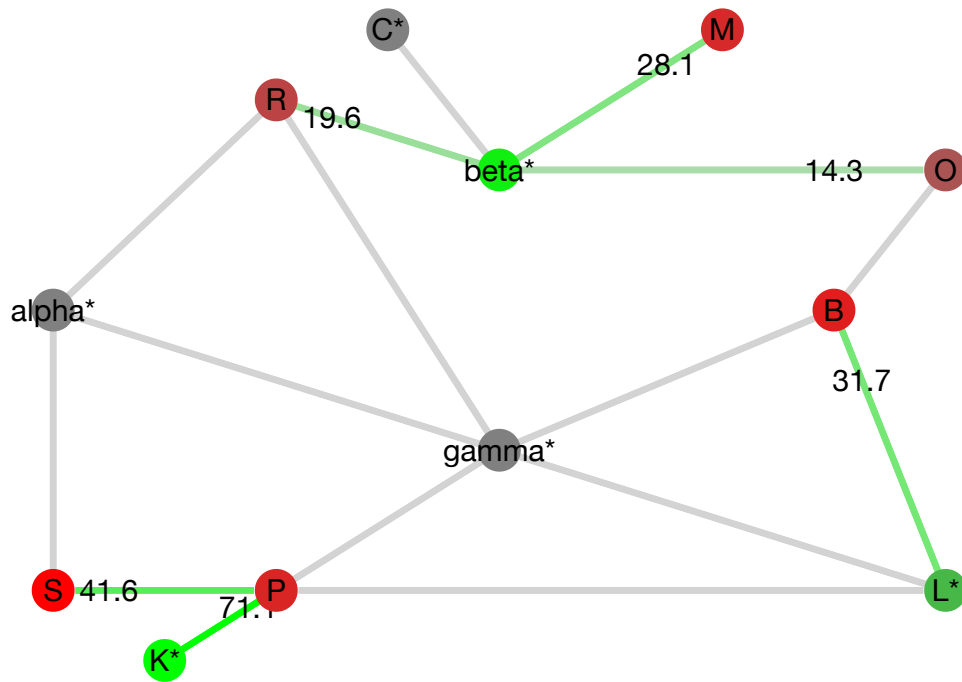 C*
M
28.1
R
19.6
beta*
14.3
O
alpha*
B
31.7
gamma*
S
41.6
P
71.1
L*
K*